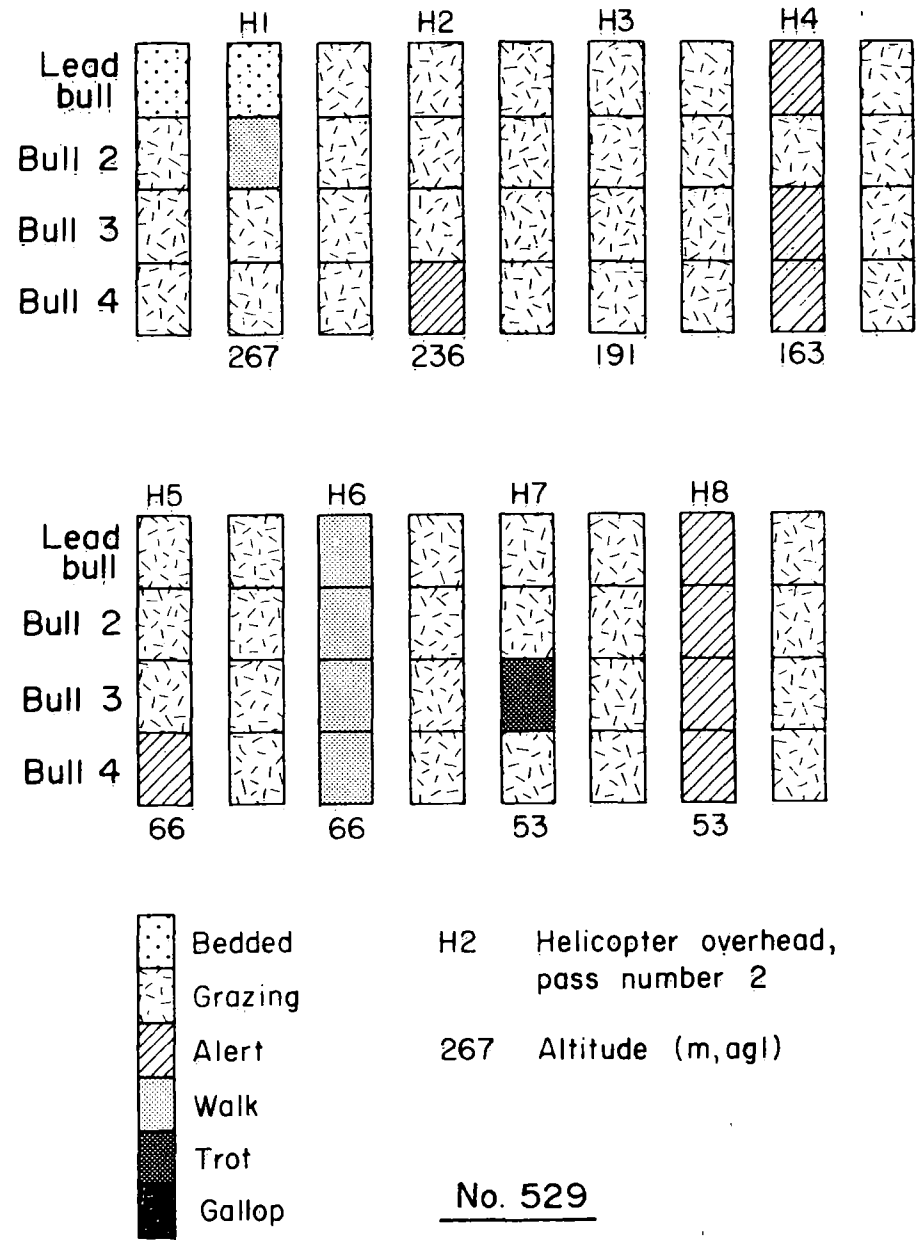 H1 H2 H3 H4
Lead
bull
Bull 2
Bull 3
Bull 4
267 236 191 163
H5 H6 H7 H8
Lead
bull
Bull 2
Bull 3
Bull 4
66 66 53 53
Bedded
Grazing
Alert
Walk
Trot
Gallop
H2 Helicopter overhead,
pass number 2
267 Altitude (m,agl)
No. 529